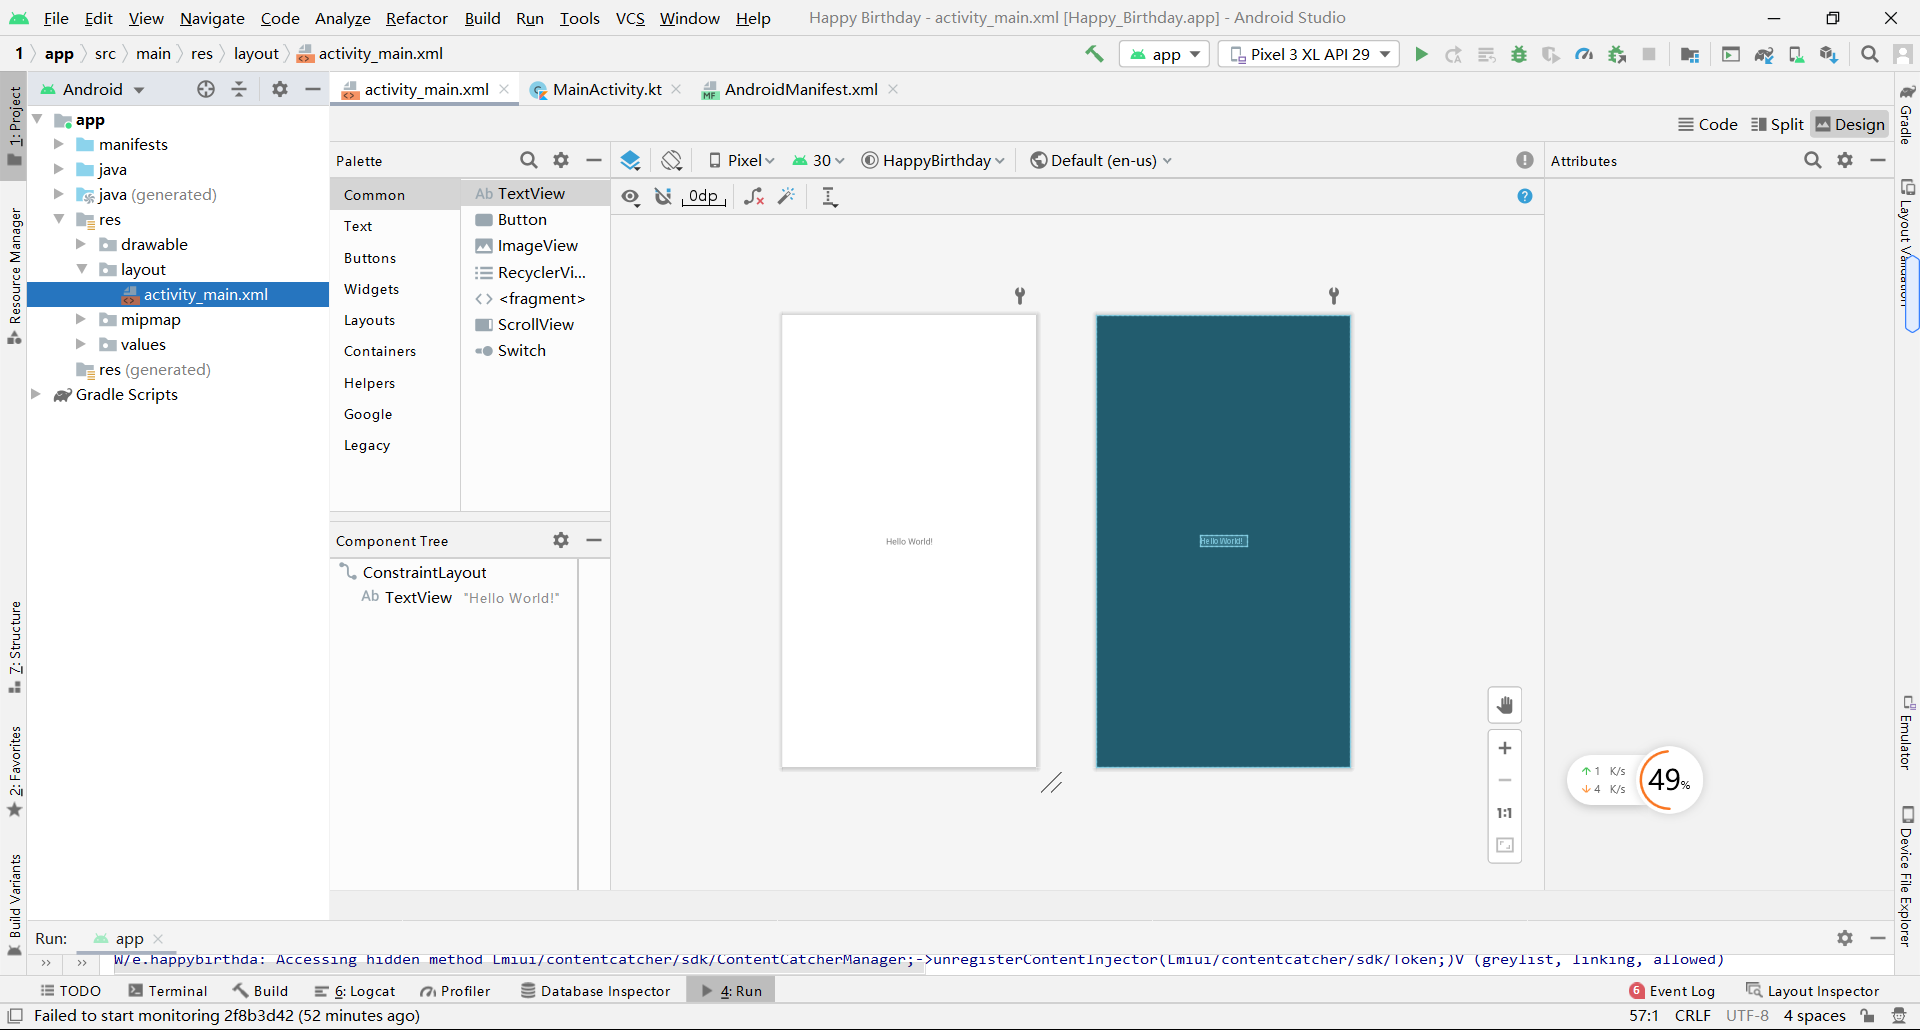 File Edit View Navigate Code Analyze Refactor Build Run Tools VCS Window Help Happy Birthday - activity_main.xml [Happy_Birthday.app] - Android Studio
1 app src main res layout activity_main.xml app Pixel 3 XL API 29
Android activity_main.xml MainActivity.kt AndroidManifest.xml
Code Split Design
Palette Pixel 30 HappyBirthday Default (en-us) Attributes
app
manifests
java
java (generated)
res
drawable
layout
activity_main.xml
mipmap
values
res (generated)
Gradle Scripts
Common
Text
Buttons
Widgets
Layouts
Containers
Helpers
Google
Legacy
Ab TextView
Button
ImageView
RecyclerVi...
<fragment>
ScrollView
Switch
0dp
Hello World!
Hello World!
Component Tree
ConstraintLayout
Ab TextView "Hello World!"
1:1
1 K/s
4 K/s
49%
1: Project
Resource Manager
7: Structure
2: Favorites
Build Variants
Gradle
Layout Validation
Emulator
Device File Explorer
Run: app
W/e.happybirthda: Accessing hidden method Lmiui/contentcatcher/sdk/ContentCatcherManager;->unregisterContentInjector(Lmiui/contentcatcher/sdk/Token;)V (greylist, linking, allowed)
TODO Terminal Build 6: Logcat Profiler Database Inspector 4: Run 6 Event Log Layout Inspector
Failed to start monitoring 2f8b3d42 (52 minutes ago) 57:1 CRLF UTF-8 4 spaces